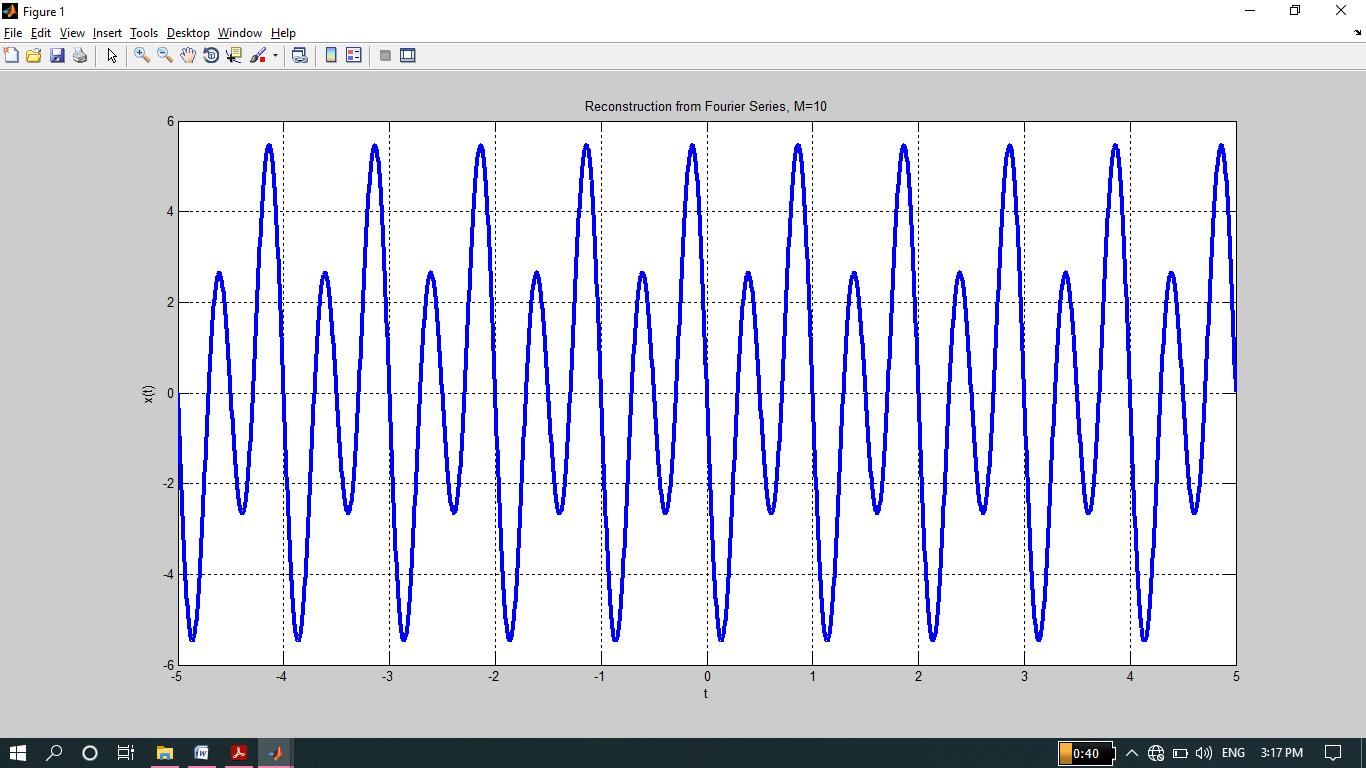 Figure 1
File Edit View Insert Tools Desktop Window Help
Reconstruction from Fourier Series, M=10
6
4
2
0
-2
-4
-6
x(t)
-5 -4 -3 -2 -1 0 1 2 3 4 5
t
0:40 ENG 3:17 PM